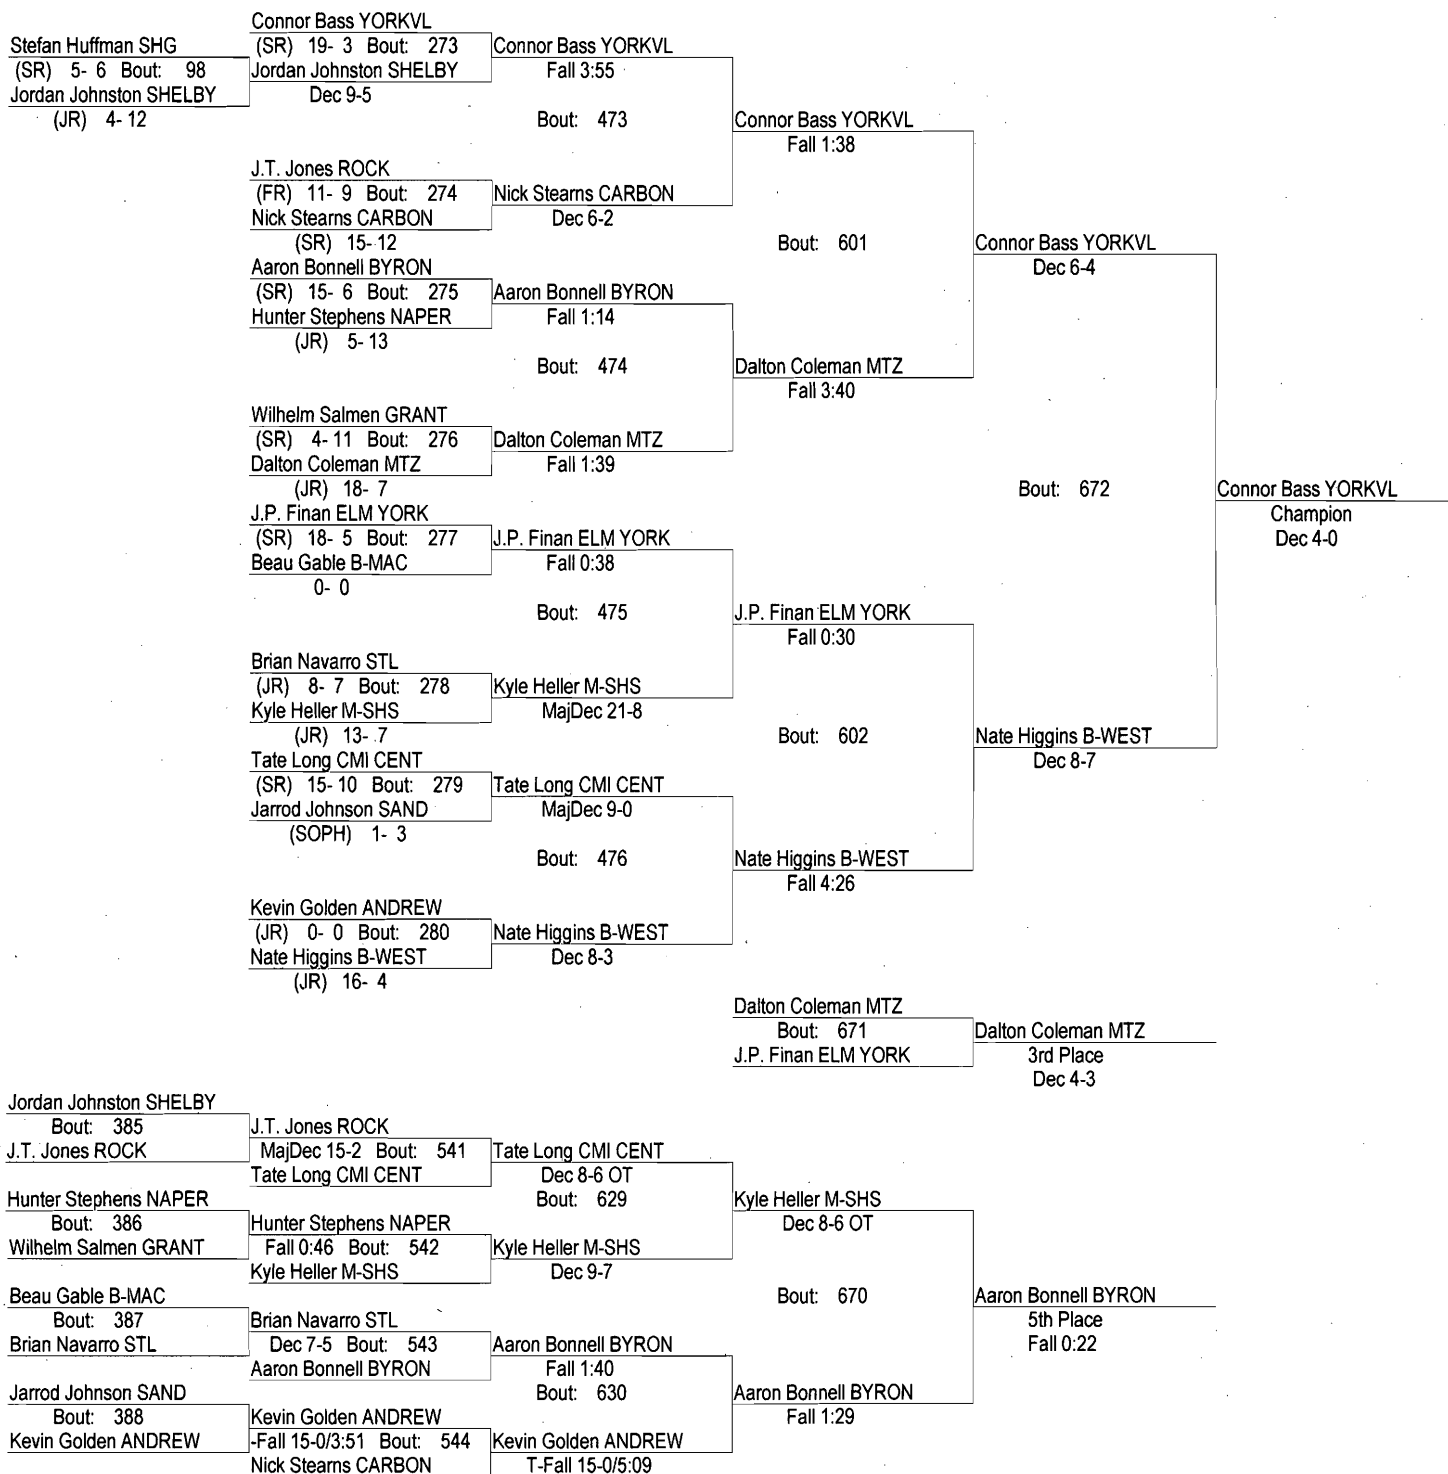 Connor Bass YORKVL
Stefan Huffman SHG
(SR) 19- 3 Bout: 273
Connor Bass YORKVL
(SR) 5- 6 Bout: 98
Jordan Johnston SHELBY
Fall 3:55
Jordan Johnston SHELBY
Dec 9-5
(JR) 4- 12
Bout: 473
Connor Bass YORKVL
Fall 1:38
J.T. Jones ROCK
(FR) 11- 9 Bout: 274
Nick Stearns CARBON
Nick Stearns CARBON
Dec 6-2
(SR) 15- 12
Bout: 601
Connor Bass YORKVL
Dec 6-4
Aaron Bonnell BYRON
(SR) 15- 6 Bout: 275
Aaron Bonnell BYRON
Hunter Stephens NAPER
Fall 1:14
(JR) 5- 13
Bout: 474
Dalton Coleman MTZ
Fall 3:40
Wilhelm Salmen GRANT
(SR) 4- 11 Bout: 276
Dalton Coleman MTZ
Dalton Coleman MTZ
Fall 1:39
(JR) 18- 7
Bout: 672
Connor Bass YORKVL
Champion
Dec 4-0
J.P. Finan ELM YORK
(SR) 18- 5 Bout: 277
J.P. Finan ELM YORK
Beau Gable B-MAC
Fall 0:38
0- 0
Bout: 475
J.P. Finan ELM YORK
Fall 0:30
Brian Navarro STL
(JR) 8- 7 Bout: 278
Kyle Heller M-SHS
Kyle Heller M-SHS
MajDec 21-8
(JR) 13- 7
Bout: 602
Nate Higgins B-WEST
Dec 8-7
Tate Long CMI CENT
(SR) 15- 10 Bout: 279
Tate Long CMI CENT
Jarrod Johnson SAND
MajDec 9-0
(SOPH) 1- 3
Bout: 476
Nate Higgins B-WEST
Fall 4:26
Kevin Golden ANDREW
(JR) 0- 0 Bout: 280
Nate Higgins B-WEST
Nate Higgins B-WEST
Dec 8-3
(JR) 16- 4
Dalton Coleman MTZ
Bout: 671
Dalton Coleman MTZ
J.P. Finan ELM YORK
3rd Place
Dec 4-3
Jordan Johnston SHELBY
Bout: 385
J.T. Jones ROCK
J.T. Jones ROCK
MajDec 15-2 Bout: 541
Tate Long CMI CENT
Tate Long CMI CENT
Dec 8-6 OT
Hunter Stephens NAPER
Bout: 629
Kyle Heller M-SHS
Bout: 386
Hunter Stephens NAPER
Dec 8-6 OT
Wilhelm Salmen GRANT
Fall 0:46 Bout: 542
Kyle Heller M-SHS
Kyle Heller M-SHS
Dec 9-7
Beau Gable B-MAC
Bout: 670
Aaron Bonnell BYRON
Bout: 387
Brian Navarro STL
5th Place
Brian Navarro STL
Dec 7-5 Bout: 543
Aaron Bonnell BYRON
Fall 0:22
Aaron Bonnell BYRON
Fall 1:40
Jarrod Johnson SAND
Bout: 630
Aaron Bonnell BYRON
Bout: 388
Kevin Golden ANDREW
Fall 1:29
Kevin Golden ANDREW
-Fall 15-0/3:51 Bout: 544
Kevin Golden ANDREW
Nick Stearns CARBON
T-Fall 15-0/5:09